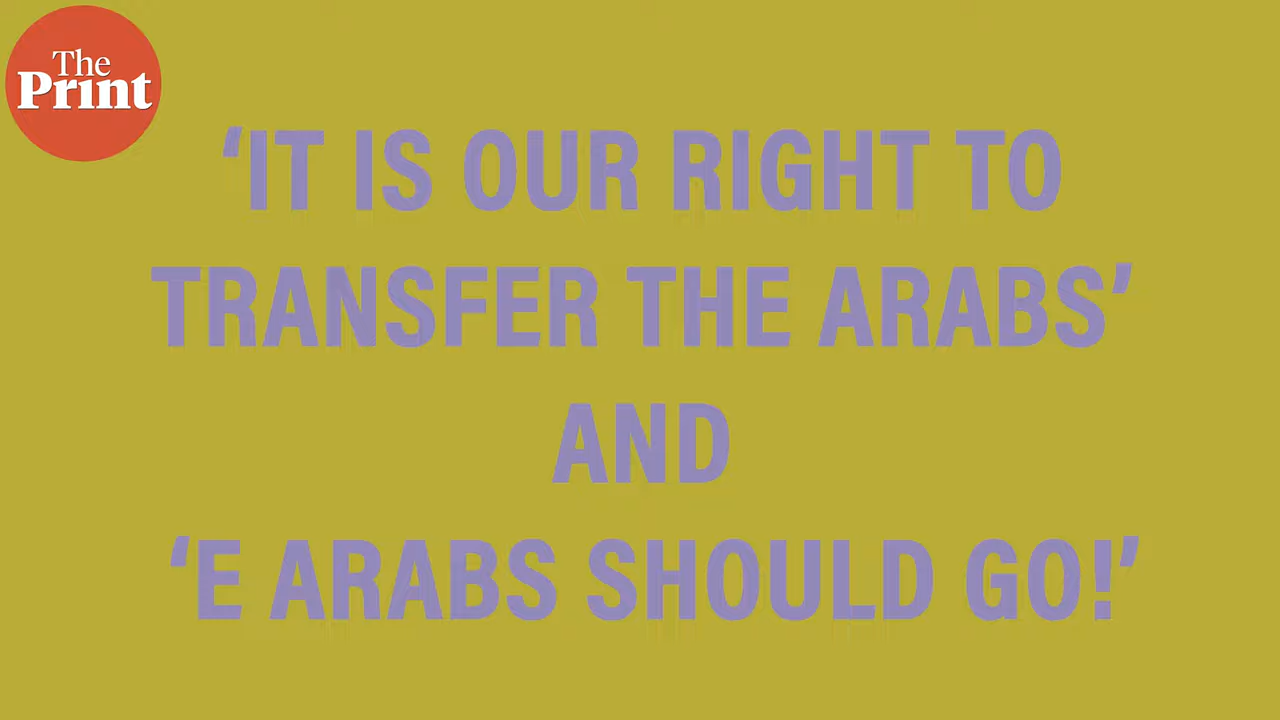 The
Print
‘IT IS OUR RIGHT TO
TRANSFER THE ARABS’
AND
‘E ARABS SHOULD GO!’